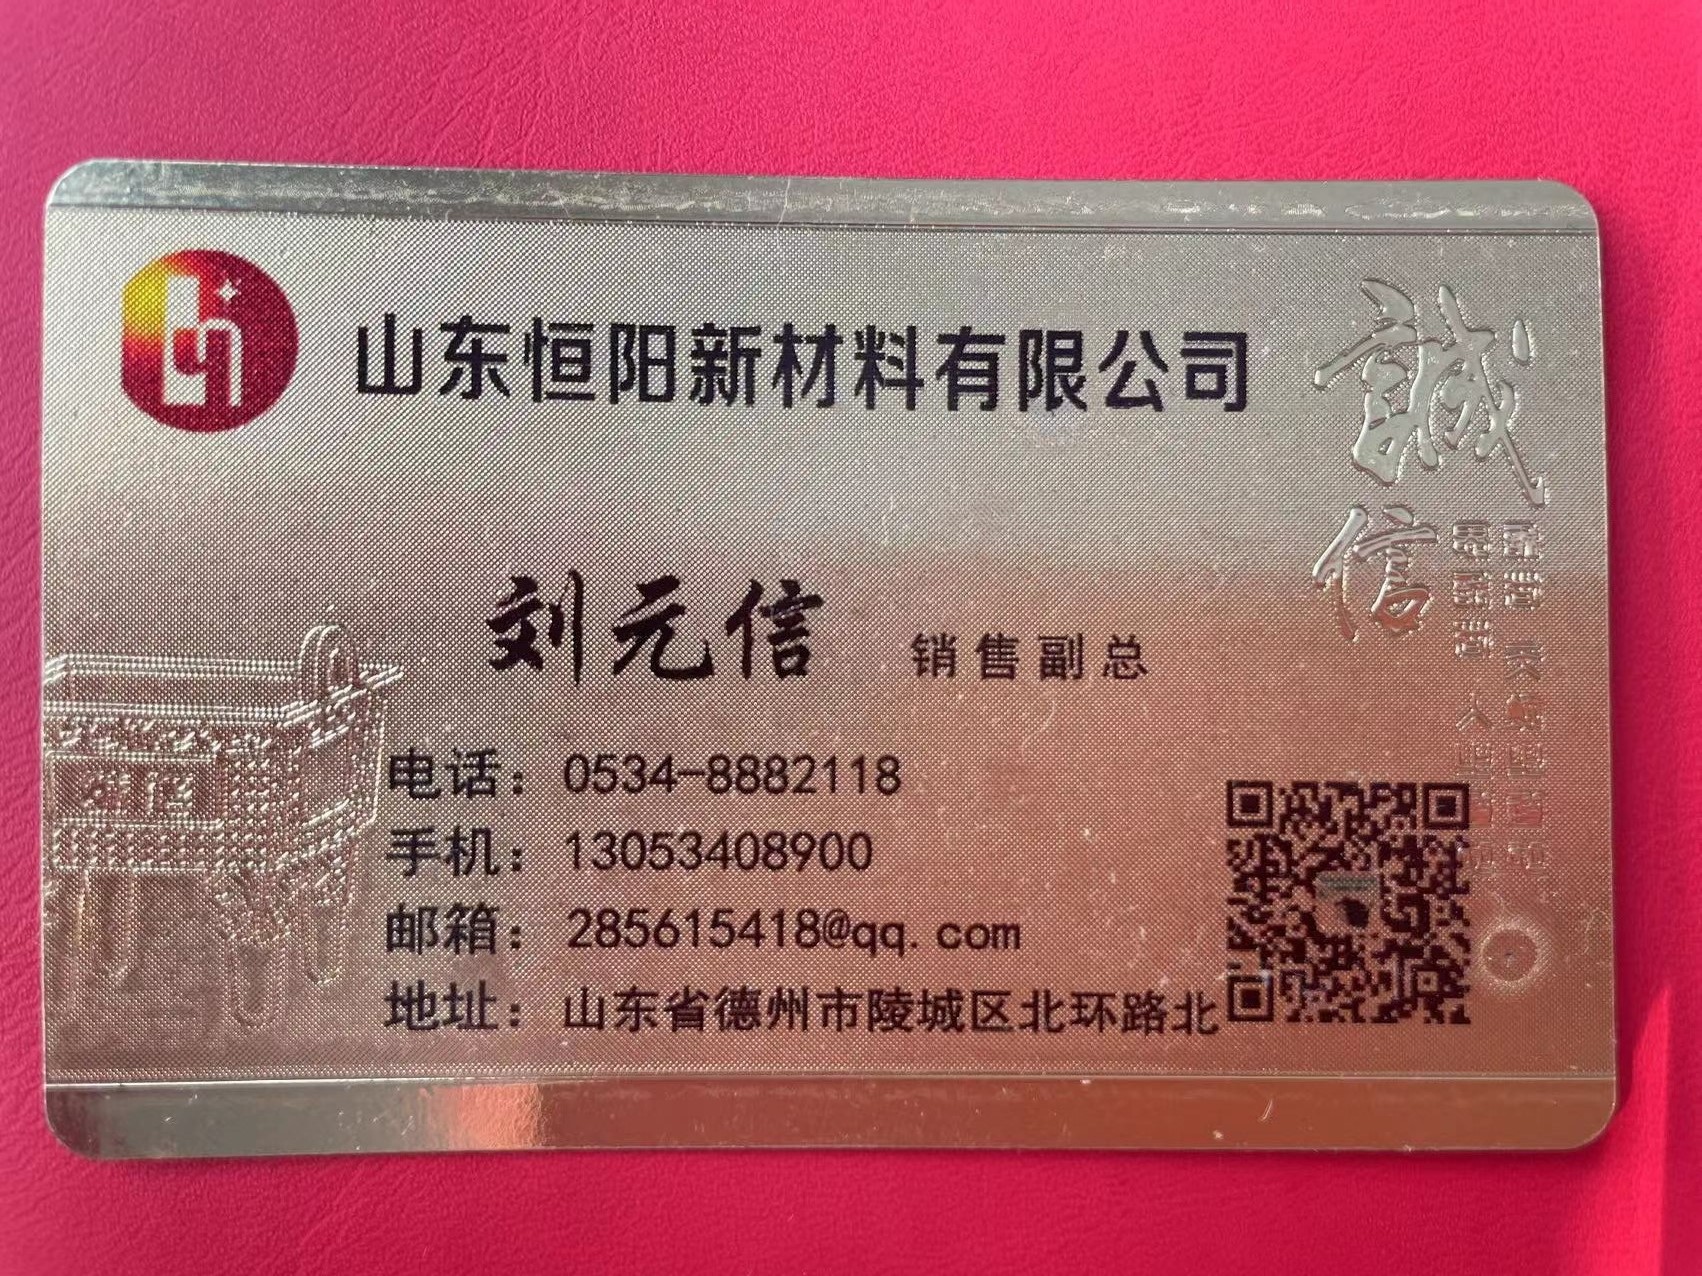 山东恒阳新材料有限公司
誠信
刘元信 销售副总
电话：0534-8882118
手机：13053408900
邮箱：285615418@qq.com
地址：山东省德州市陵城区北环路北